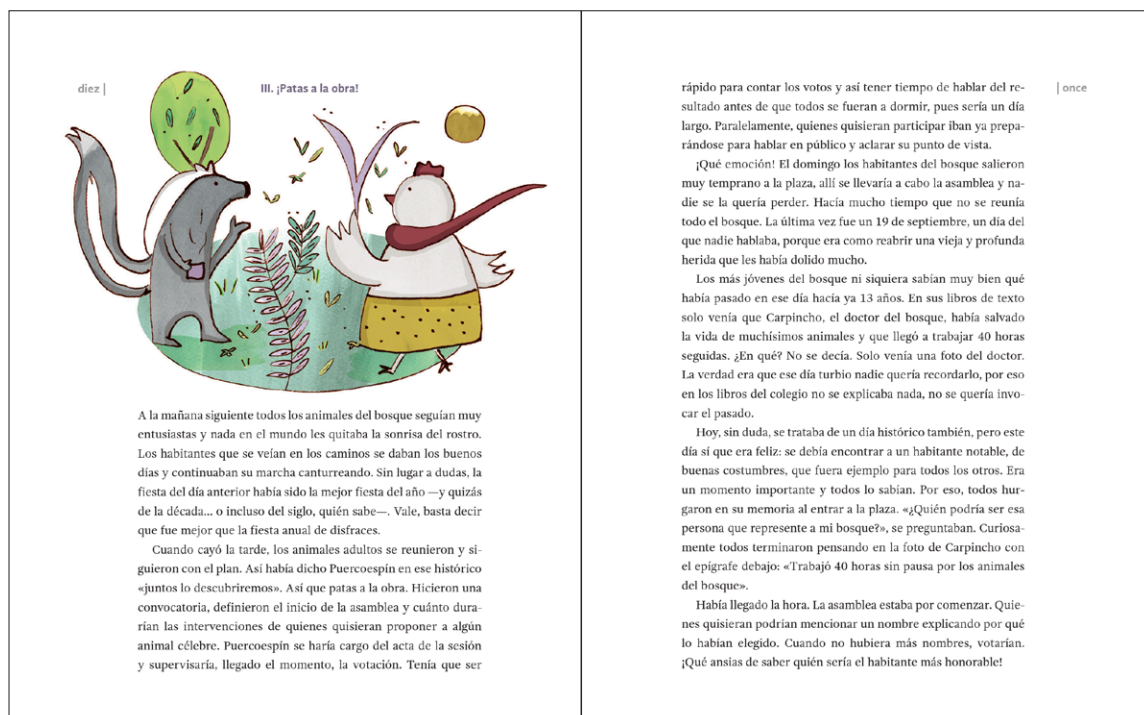 diez |
III. ¡Patas a la obra!
A la mañana siguiente todos los animales del bosque seguían muy
entusiastas y nada en el mundo les quitaba la sonrisa del rostro.
Los habitantes que se veían en los caminos se daban los buenos
días y continuaban su marcha canturreando. Sin lugar a dudas, la
fiesta del día anterior había sido la mejor fiesta del año —y quizás
de la década... o incluso del siglo, quién sabe—. Vale, basta decir
que fue mejor que la fiesta anual de disfraces.
Cuando cayó la tarde, los animales adultos se reunieron y si-
guieron con el plan. Así había dicho Puercoespín en ese histórico
«juntos lo descubriremos». Así que patas a la obra. Hicieron una
convocatoria, definieron el inicio de la asamblea y cuánto dura-
rían las intervenciones de quienes quisieran proponer a algún
animal célebre. Puercoespín se haría cargo del acta de la sesión
y supervisaría, llegado el momento, la votación. Tenía que ser
| once
rápido para contar los votos y así tener tiempo de hablar del re-
sultado antes de que todos se fueran a dormir, pues sería un día
largo. Paralelamente, quienes quisieran participar iban ya prepa-
rándose para hablar en público y aclarar su punto de vista.
¡Qué emoción! El domingo los habitantes del bosque salieron
muy temprano a la plaza, allí se llevaría a cabo la asamblea y na-
die se la quería perder. Hacía mucho tiempo que no se reunía
todo el bosque. La última vez fue un 19 de septiembre, un día del
que nadie hablaba, porque era como reabrir una vieja y profunda
herida que les había dolido mucho.
Los más jóvenes del bosque ni siquiera sabían muy bien qué
había pasado en ese día hacía ya 13 años. En sus libros de texto
solo venía que Carpincho, el doctor del bosque, había salvado
la vida de muchísimos animales y que llegó a trabajar 40 horas
seguidas. ¿En qué? No se decía. Solo venía una foto del doctor.
La verdad era que ese día turbio nadie quería recordarlo, por eso
en los libros del colegio no se explicaba nada, no se quería invo-
car el pasado.
Hoy, sin duda, se trataba de un día histórico también, pero este
día sí que era feliz: se debía encontrar a un habitante notable, de
buenas costumbres, que fuera ejemplo para todos los otros. Era
un momento importante y todos lo sabían. Por eso, todos hur-
garon en su memoria al entrar a la plaza. «¿Quién podría ser esa
persona que represente a mi bosque?», se preguntaban. Curiosa-
mente todos terminaron pensando en la foto de Carpincho con
el epígrafe debajo: «Trabajó 40 horas sin pausa por los animales
del bosque».
Había llegado la hora. La asamblea estaba por comenzar. Quie-
nes quisieran podrían mencionar un nombre explicando por qué
lo habían elegido. Cuando no hubiera más nombres, votarían.
¡Qué ansias de saber quién sería el habitante más honorable!